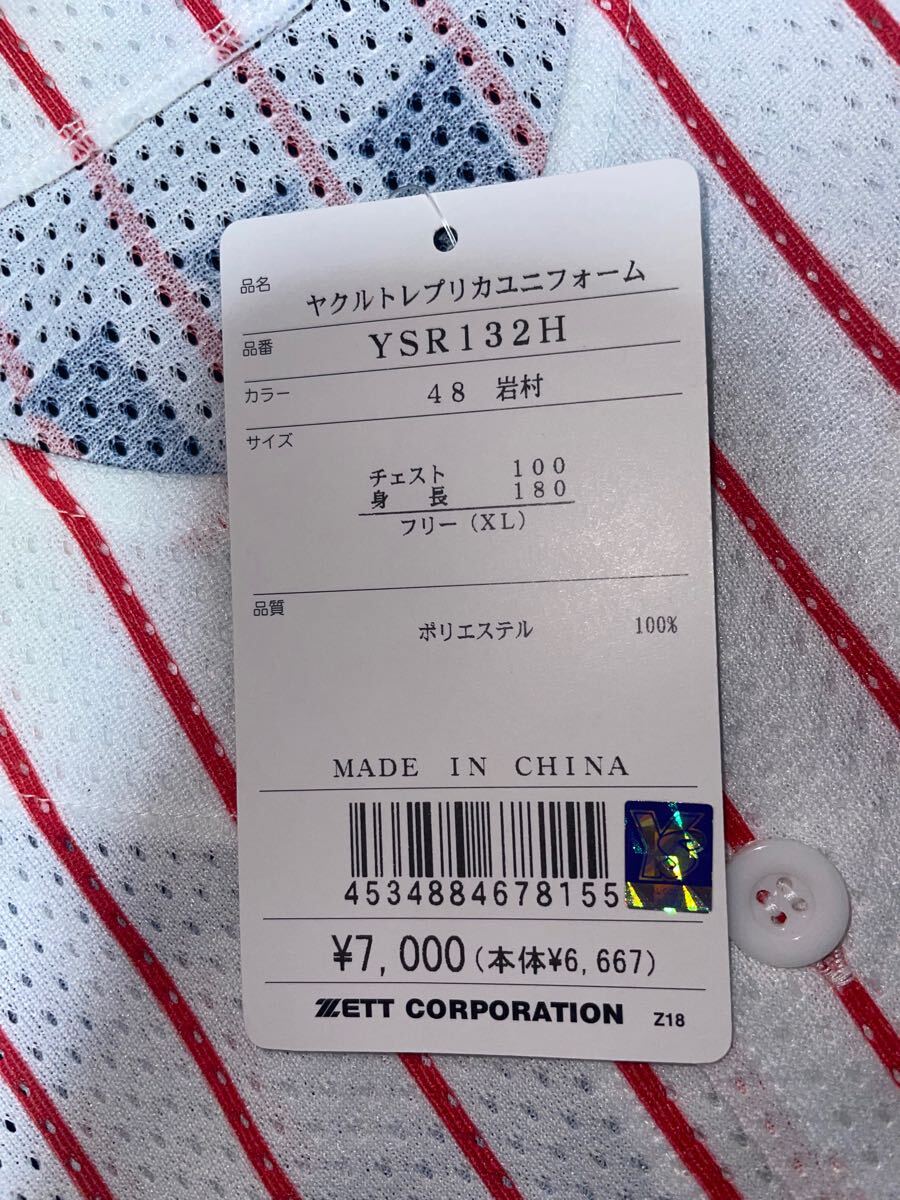 品名 ヤクルトレプリカユニフォーム
品番 YSR132H
カラー 48 岩村
サイズ
チェスト 100
身長 180
フリー(XL)
品質
ポリエステル 100%
MADE IN CHINA
4534884678155
YS
¥7,000(本体¥6,667)
ZETT CORPORATION Z18